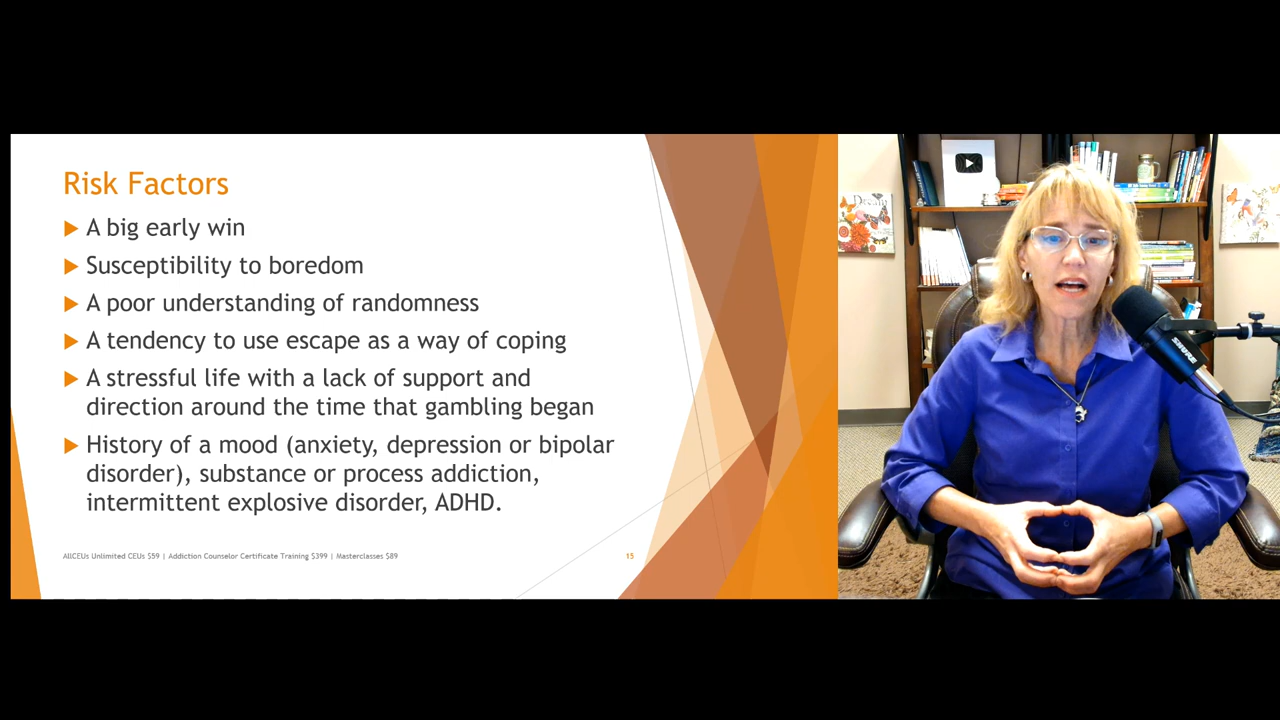 Risk Factors
A big early win
Susceptibility to boredom
A poor understanding of randomness
A tendency to use escape as a way of coping
A stressful life with a lack of support and
direction around the time that gambling began
History of a mood (anxiety, depression or bipolar
disorder), substance or process addiction,
intermittent explosive disorder, ADHD.
AllCEUs Unlimited CEUs $59 | Addiction Counselor Certificate Training $399 | Masterclasses $89
15
Dream
SHURE